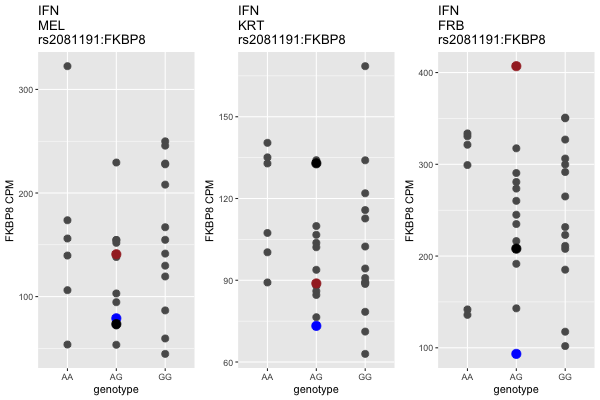 IFN
MEL
rs2081191:FKBP8
FKBP8 CPM
300
200
100
AA
AG
GG
genotype
IFN
KRT
rs2081191:FKBP8
FKBP8 CPM
150
120
90
60
AA
AG
GG
genotype
IFN
FRB
rs2081191:FKBP8
FKBP8 CPM
400
300
200
100
AA
AG
GG
genotype